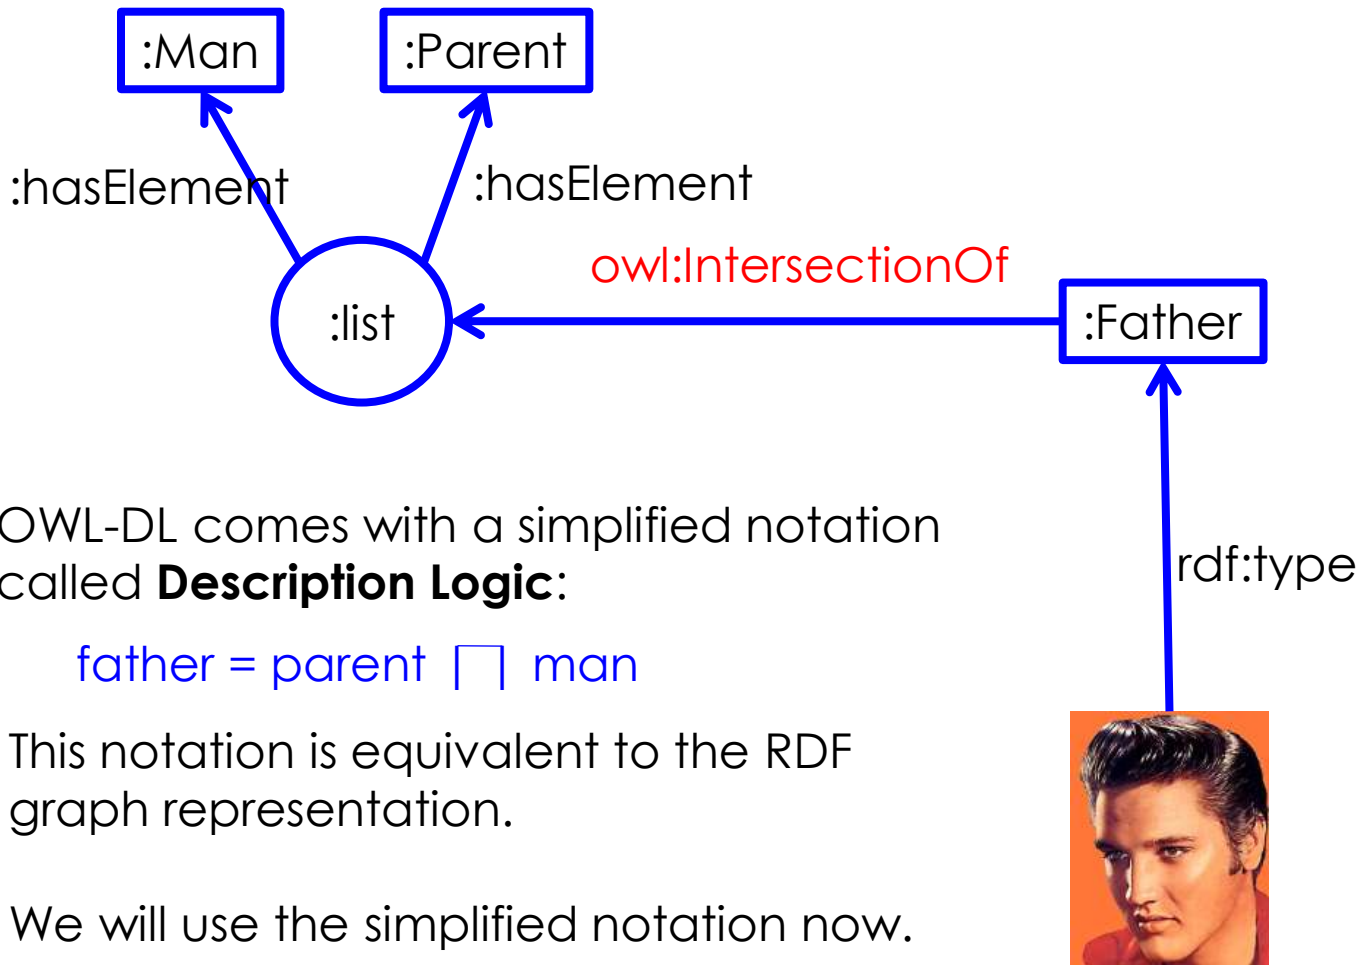 :Man
:Parent
:hasElement
:hasElement
owl:IntersectionOf
:list
:Father
OWL-DL comes with a simplified notation
called Description Logic:
rdf:type
father = parent ⊓ man
This notation is equivalent to the RDF
graph representation.
We will use the simplified notation now.